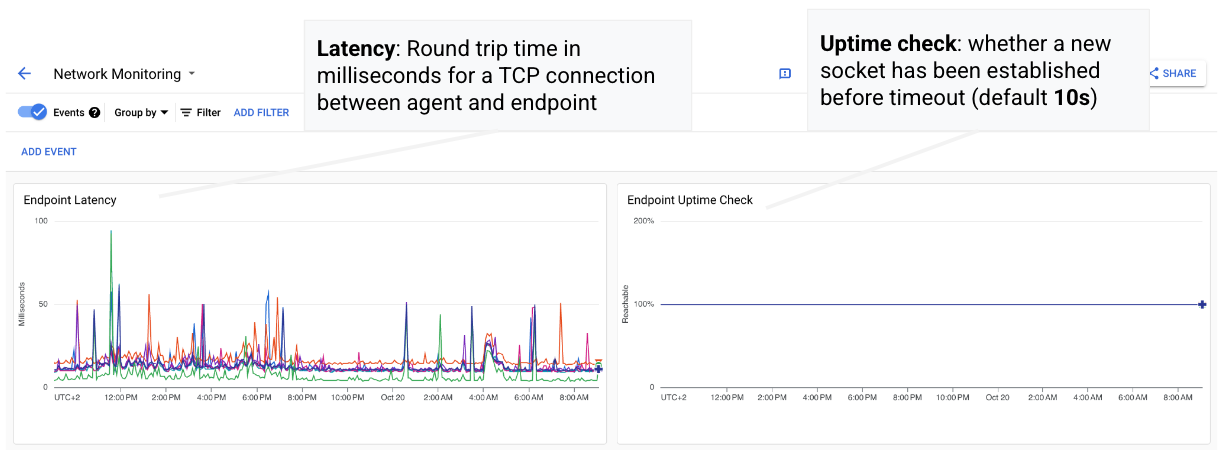 Latency: Round trip time in
milliseconds for a TCP connection
between agent and endpoint
Uptime check: whether a new
socket has been established
before timeout (default 10s)
Network Monitoring
SHARE
Events
Group by
Filter
ADD FILTER
ADD EVENT
Endpoint Latency
100
50
0
Milliseconds
UTC+2 12:00 PM 2:00 PM 4:00 PM 6:00 PM 8:00 PM 10:00 PM Oct 20 2:00 AM 4:00 AM 6:00 AM 8:00 AM
Endpoint Uptime Check
200%
100%
0
Reachable
UTC+2 12:00 PM 2:00 PM 4:00 PM 6:00 PM 8:00 PM 10:00 PM Oct 20 2:00 AM 4:00 AM 6:00 AM 8:00 AM